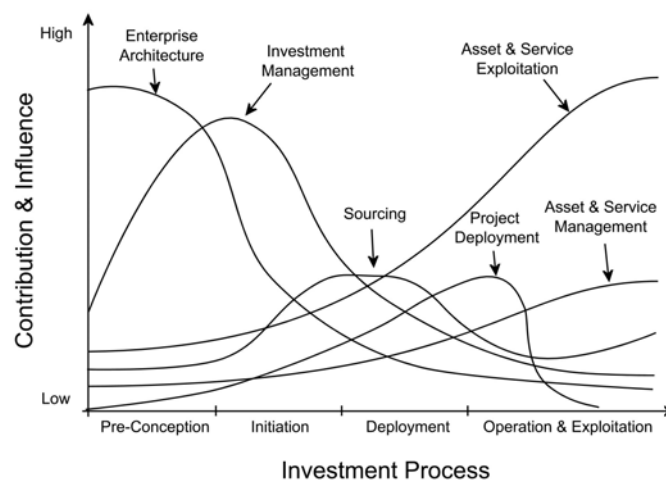 High
Enterprise
Architecture
Investment
Management
Asset & Service
Exploitation
Sourcing
Project
Deployment
Asset & Service
Management
Contribution & Influence
Low
Pre-Conception
Initiation
Deployment
Operation & Exploitation
Investment Process